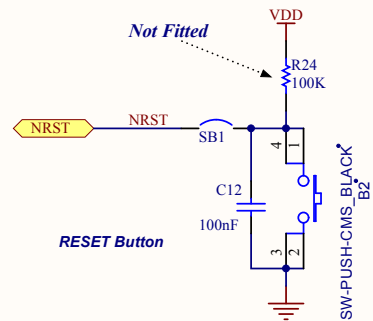 VDD
Not Fitted
R24
100K
NRST
NRST
SB1
4
1
C12
100nF
3
2
RESET Button
SW-PUSH-CMS_BLACK
B2